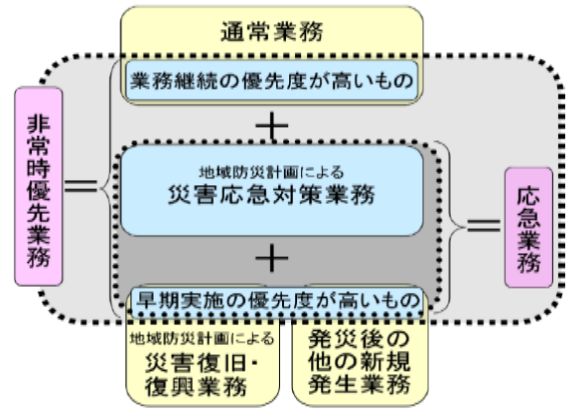 通常業務
業務継続の優先度が高いもの
＋
非常時優先業務
＝
地域防災計画による
災害応急対策業務
＝
応急業務
＋
早期実施の優先度が高いもの
地域防災計画による
災害復旧・
復興業務
発災後の
他の新規
発生業務